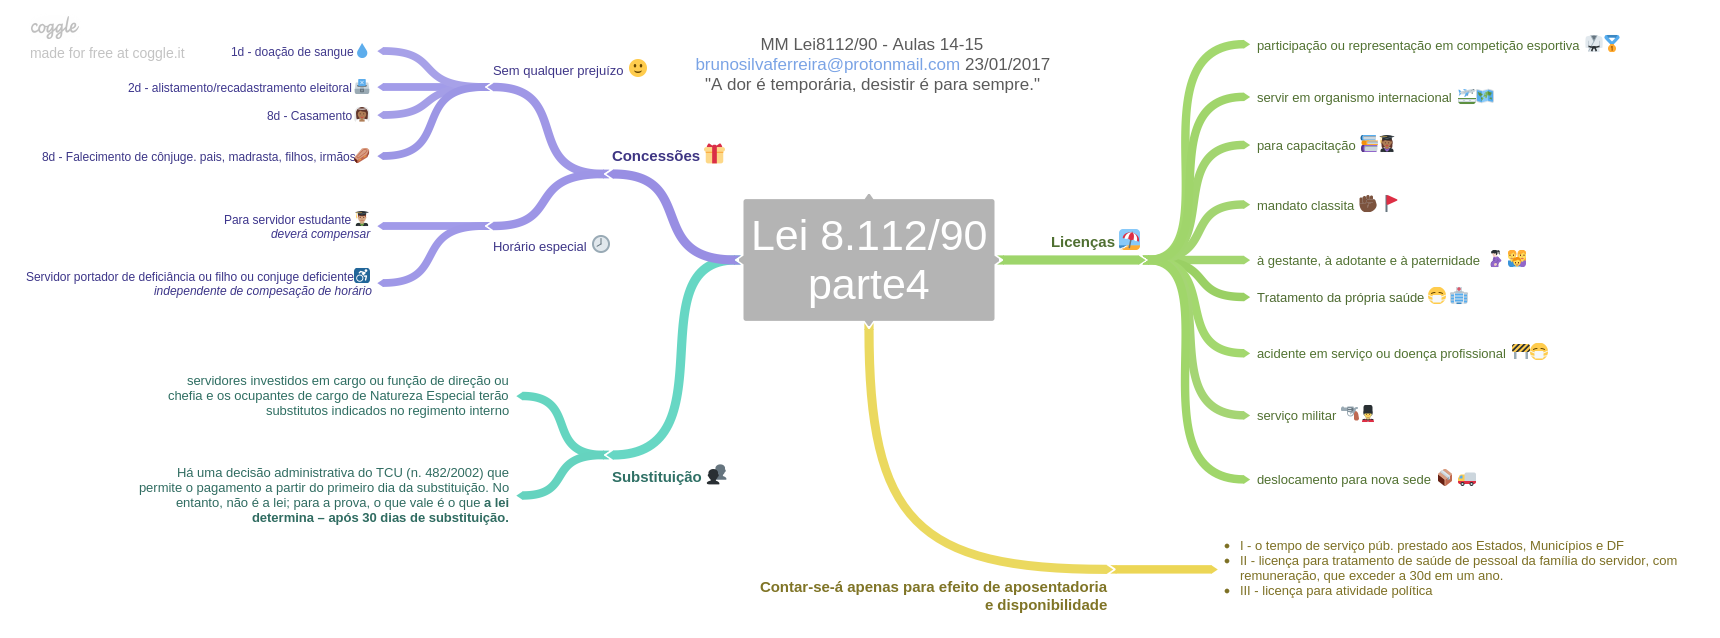 coggle
made for free at coggle.it
MM Lei8112/90 - Aulas 14-15
brunosilvaferreira@protonmail.com 23/01/2017
"A dor é temporária, desistir é para sempre."
Lei 8.112/90
parte4
Concessões
Sem qualquer prejuízo
1d - doação de sangue
2d - alistamento/recadastramento eleitoral
8d - Casamento
8d - Falecimento de cônjuge. pais, madrasta, filhos, irmãos
Horário especial
Para servidor estudante
deverá compensar
Servidor portador de deficiância ou filho ou conjuge deficiente
independente de compesação de horário
Substituição
servidores investidos em cargo ou função de direção ou
chefia e os ocupantes de cargo de Natureza Especial terão
substitutos indicados no regimento interno
Há uma decisão administrativa do TCU (n. 482/2002) que
permite o pagamento a partir do primeiro dia da substituição. No
entanto, não é a lei; para a prova, o que vale é o que a lei
determina – após 30 dias de substituição.
Licenças
participação ou representação em competição esportiva
servir em organismo internacional
para capacitação
mandato classita
à gestante, à adotante e à paternidade
Tratamento da própria saúde
acidente em serviço ou doença profissional
serviço militar
deslocamento para nova sede
Contar-se-á apenas para efeito de aposentadoria
e disponibilidade
I - o tempo de serviço púb. prestado aos Estados, Municípios e DF
II - licença para tratamento de saúde de pessoal da família do servidor, com
remuneração, que exceder a 30d em um ano.
III - licença para atividade política